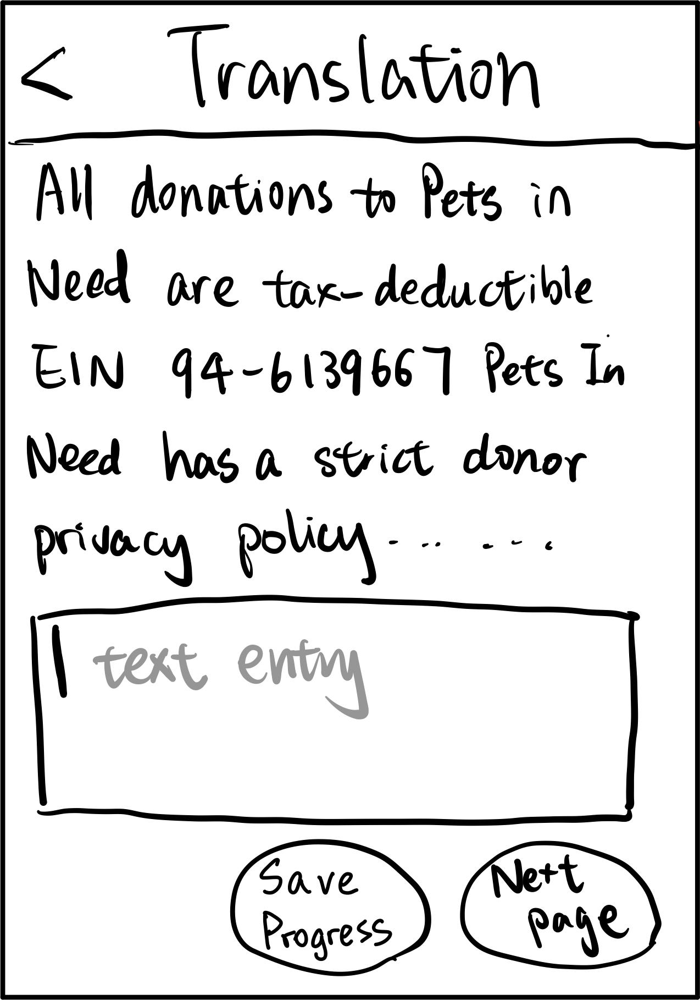 < Translation
All donations to Pets in
Need are tax-deductible
EIN 94-6139667 Pets In
Need has a strict donor
privacy policy.... ....
text entry
Save
Progress
Next
page